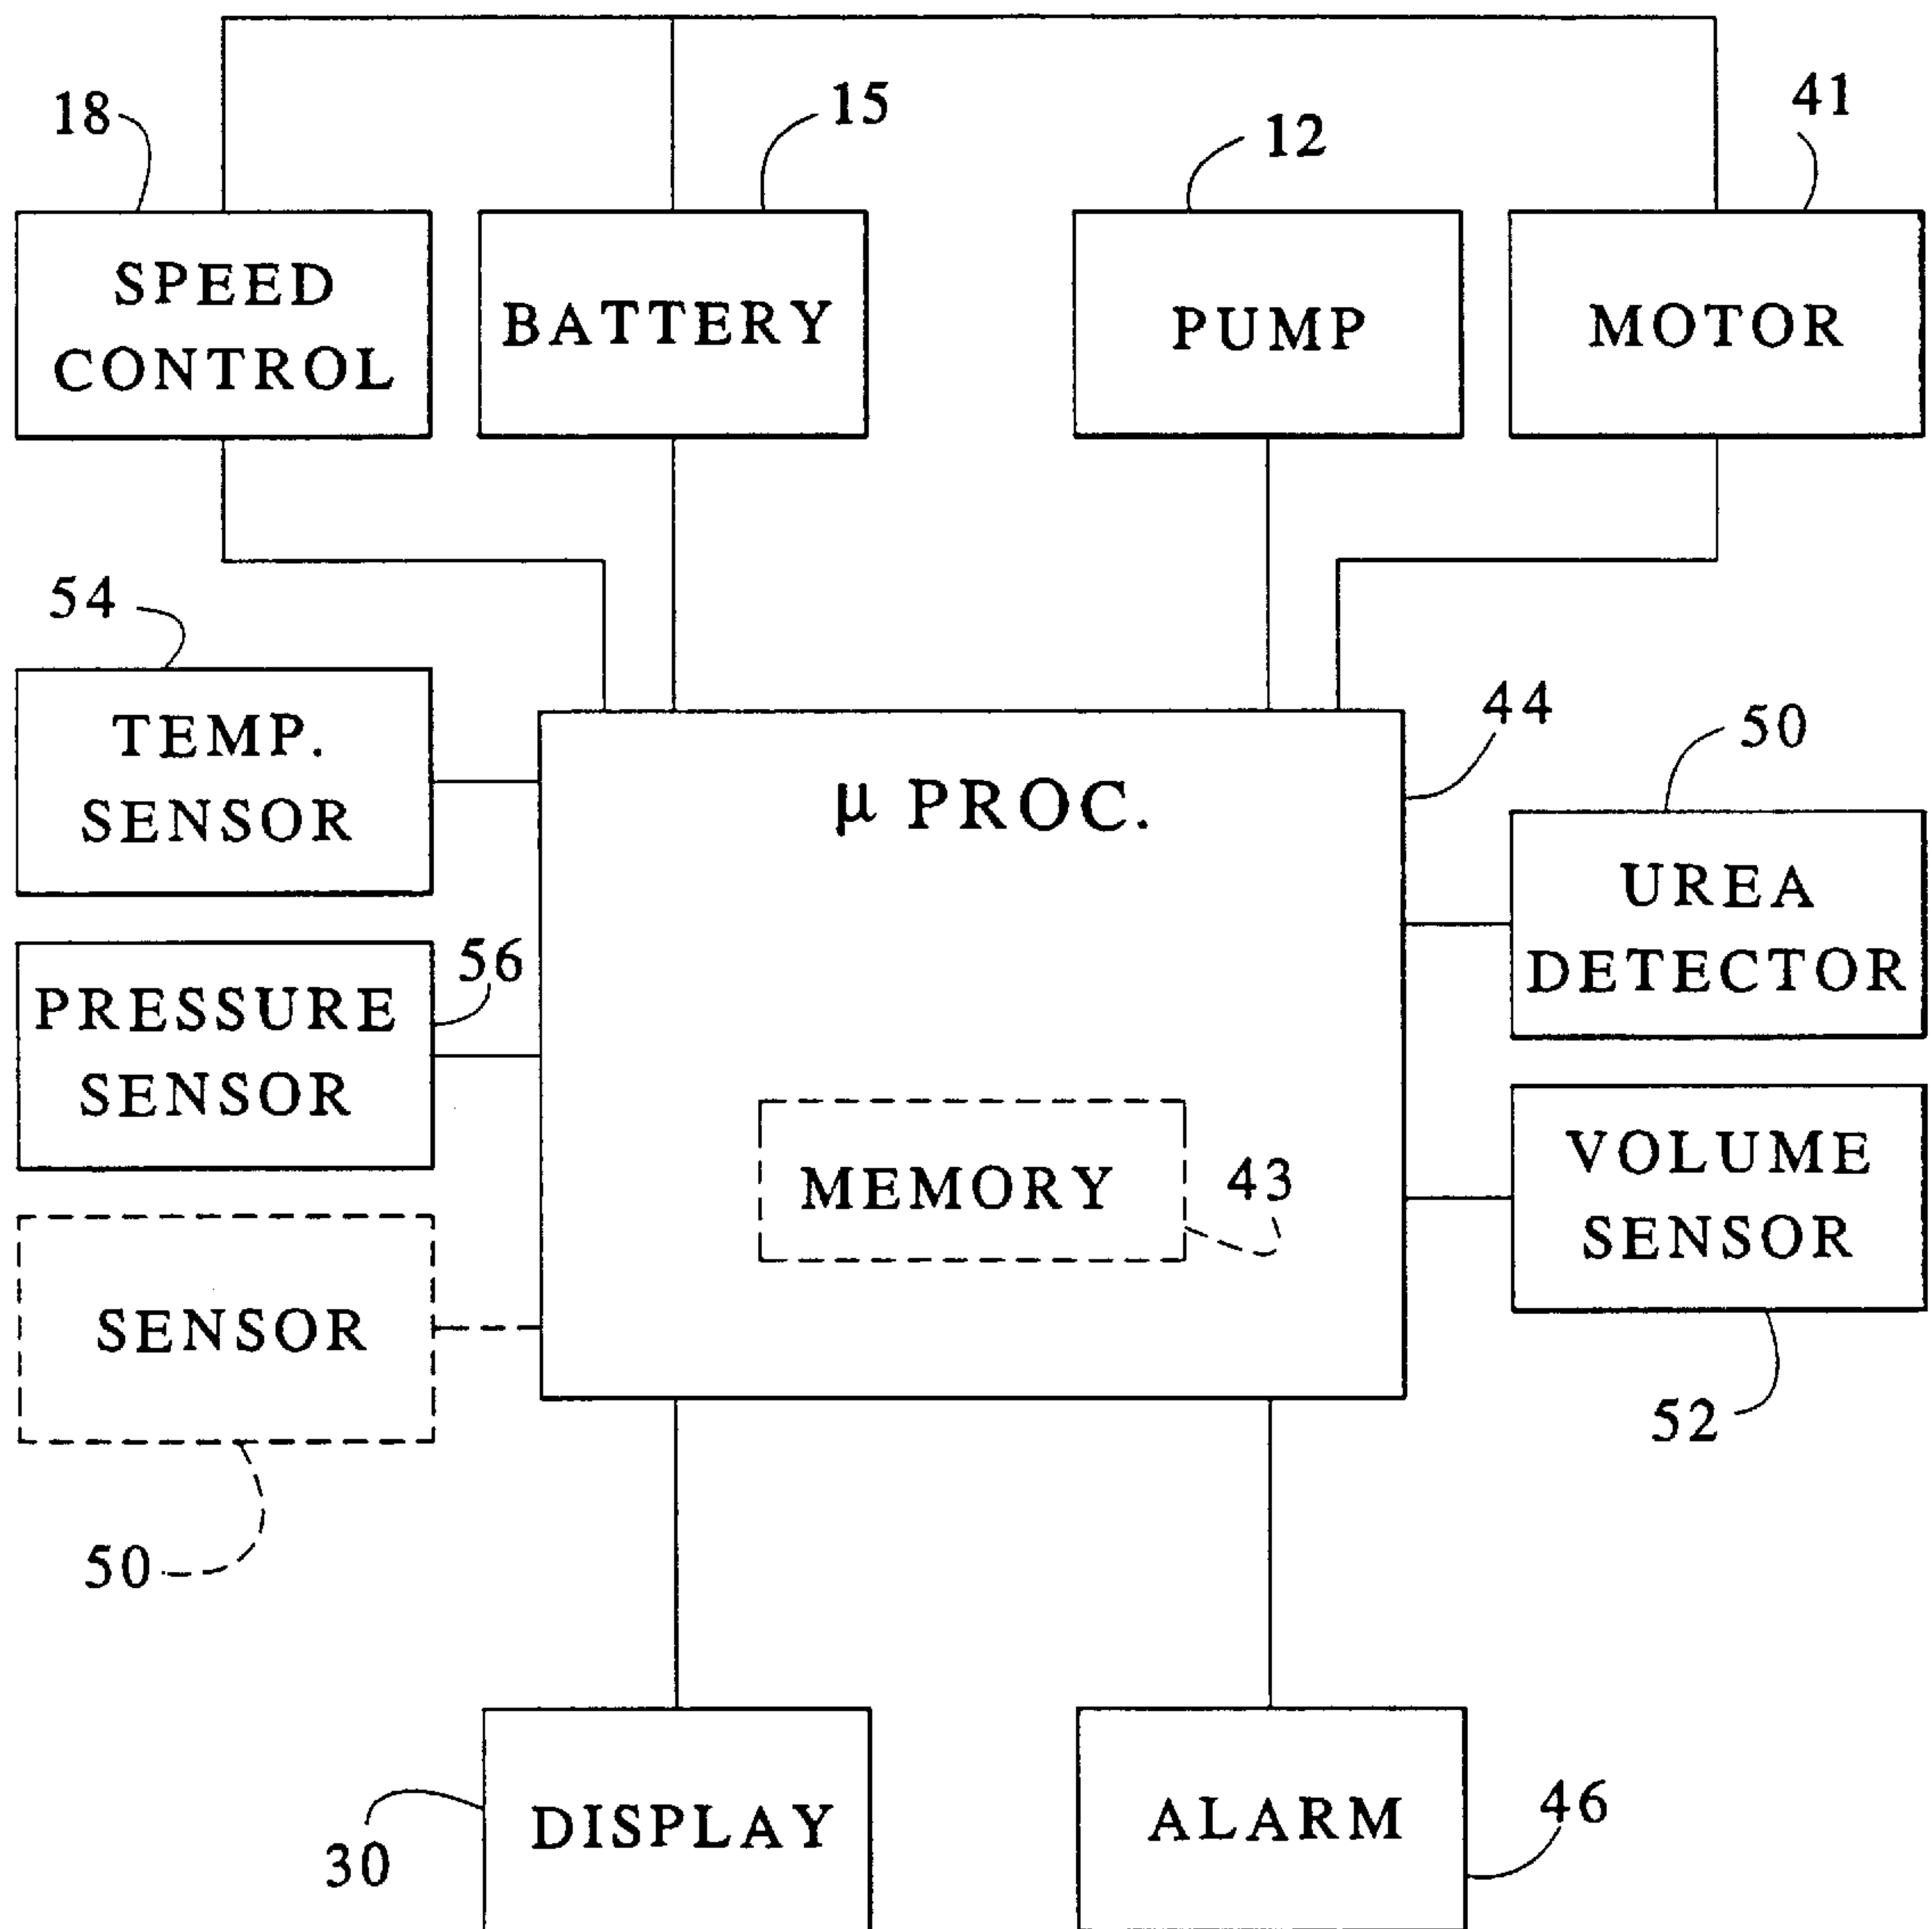 18
15
12
41
SPEED
CONTROL
BATTERY
PUMP
MOTOR
54
TEMP.
SENSOR
44
50
µ PROC.
UREA
DETECTOR
56
PRESSURE
SENSOR
MEMORY
43
VOLUME
SENSOR
SENSOR
52
50
DISPLAY
ALARM
46
30